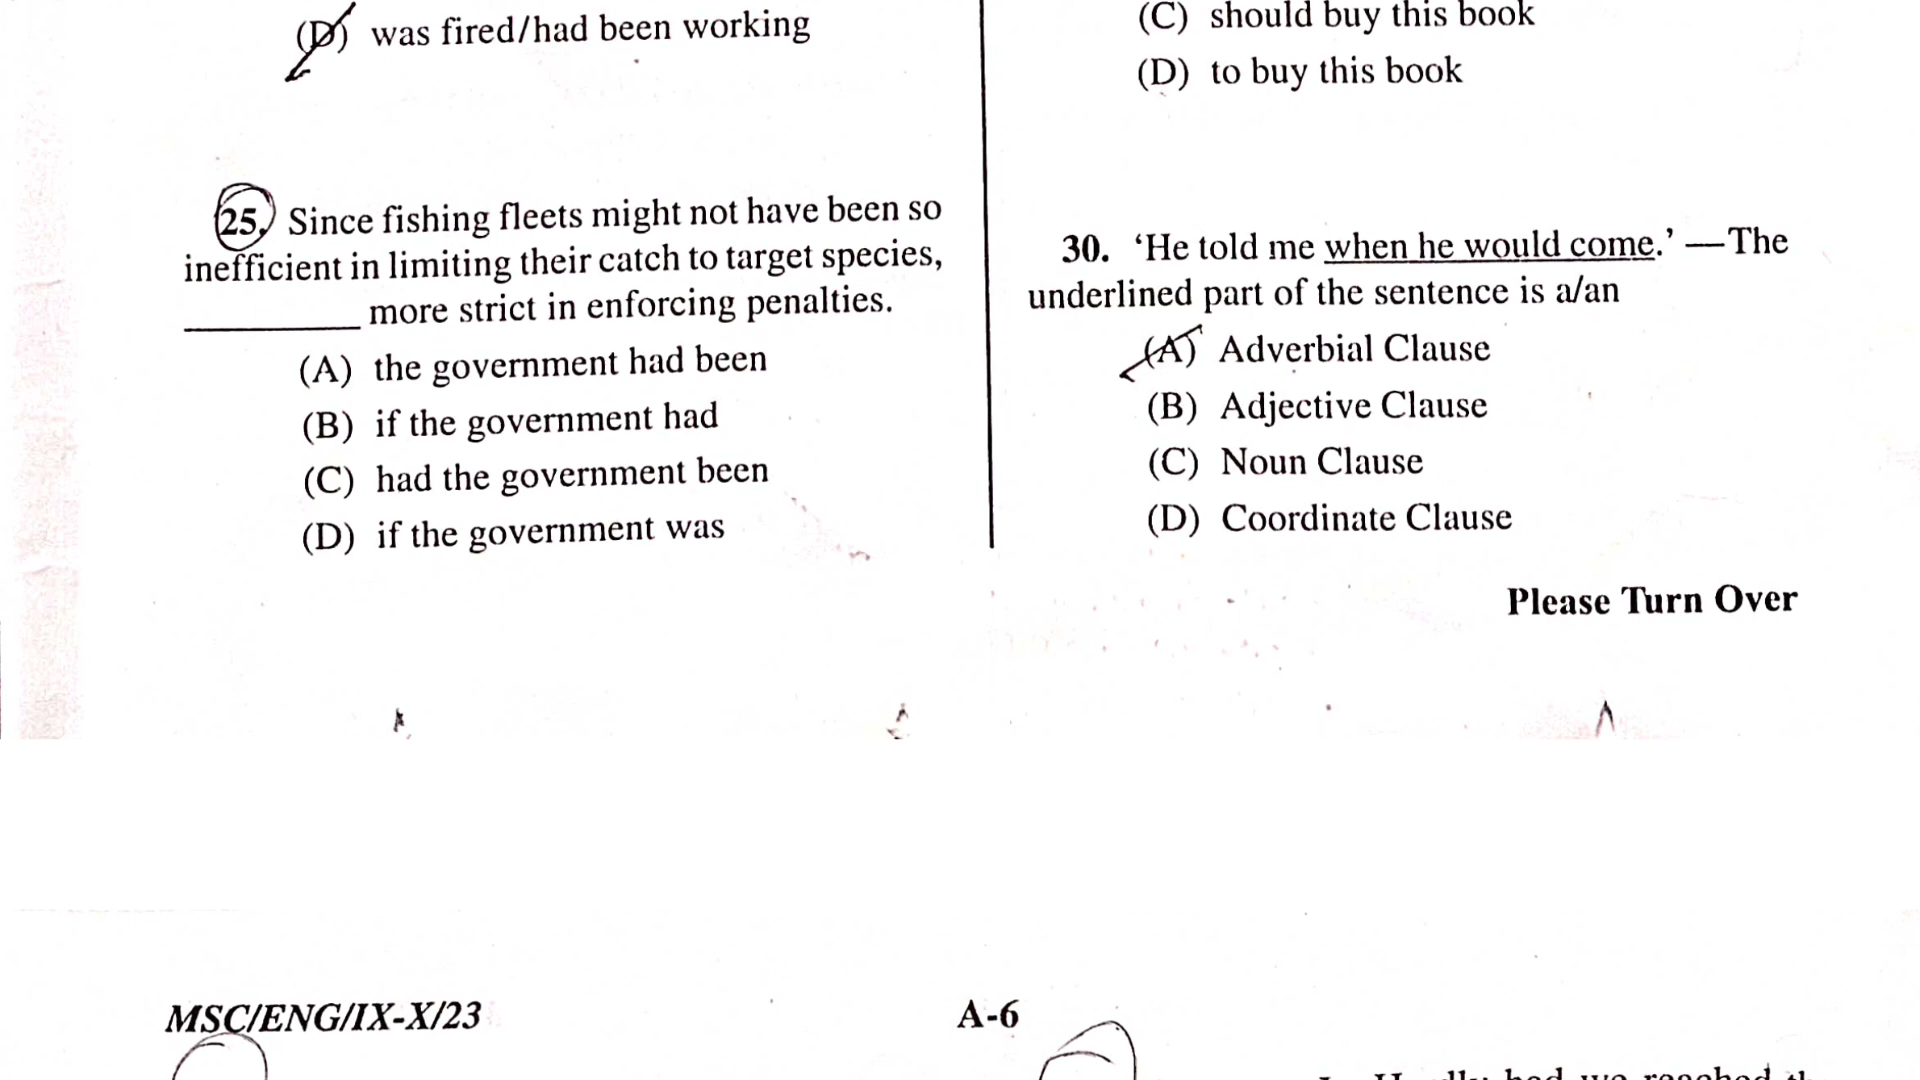 (D) was fired/had been working
25. Since fishing fleets might not have been so
inefficient in limiting their catch to target species,
__________ more strict in enforcing penalties.
(A) the government had been
(B) if the government had
(C) had the government been
(D) if the government was
(C) should buy this book
(D) to buy this book
30. ‘He told me when he would come.’ —The
underlined part of the sentence is a/an
(A) Adverbial Clause
(B) Adjective Clause
(C) Noun Clause
(D) Coordinate Clause
Please Turn Over
MSC/ENG/IX-X/23
A-6
had we reached